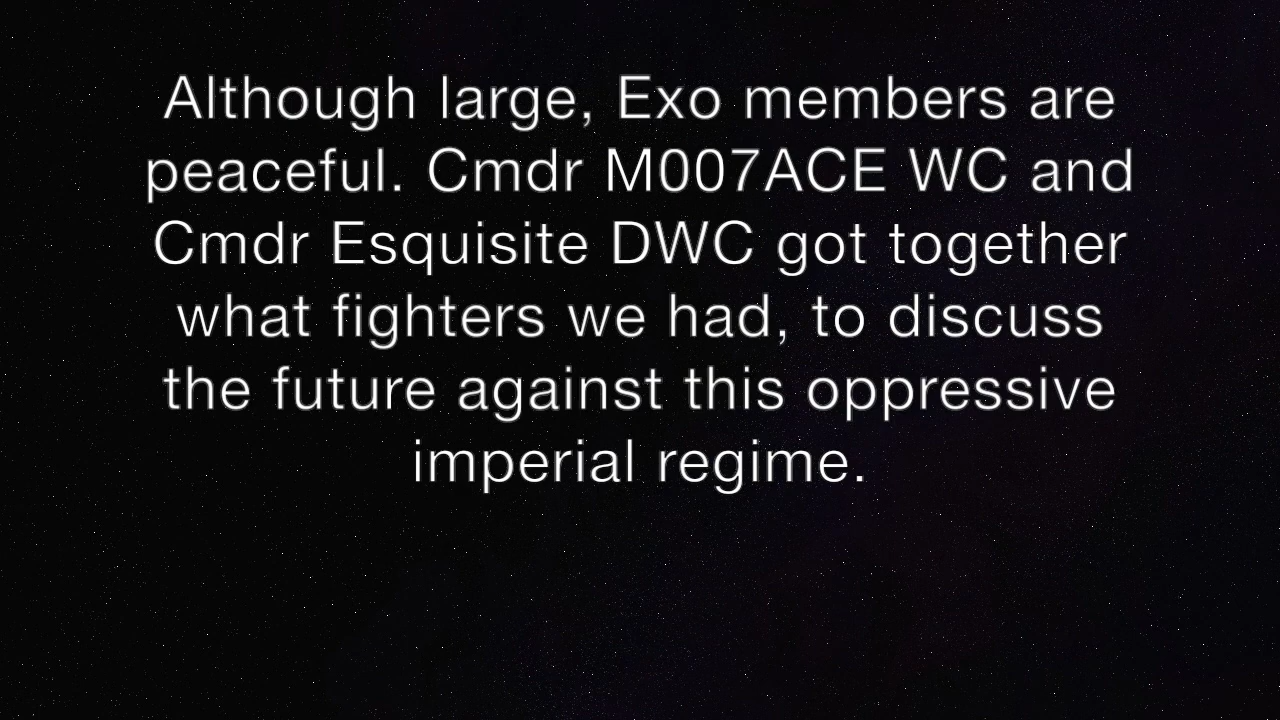 Although large, Exo members are
peaceful. Cmdr M007ACE WC and
Cmdr Esquisite DWC got together
what fighters we had, to discuss
the future against this oppressive
imperial regime.